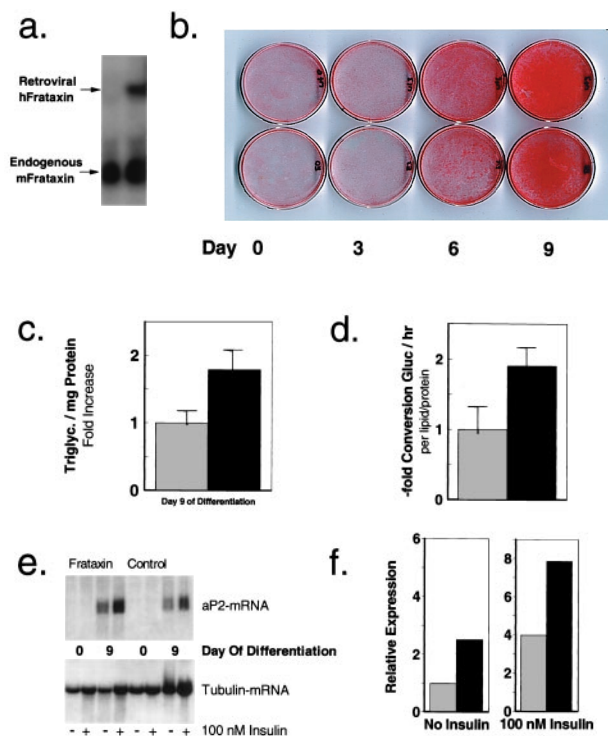 a.
Retroviral
hFrataxin
Endogenous
mFrataxin
b.
Day 0 3 6 9
c.
Triglyc. / mg Protein
Fold Increase
2
1
0
Day 9 of Differentiation
d.
-fold Conversion Gluc / hr
per lipid/protein
2
1
0
e.
Frataxin Control
aP2-mRNA
0 9 0 9 Day Of Differentiation
Tubulin-mRNA
- + - + - + - + 100 nM Insulin
f.
Relative Expression
6
4
2
0
No Insulin
8
6
4
2
0
100 nM Insulin